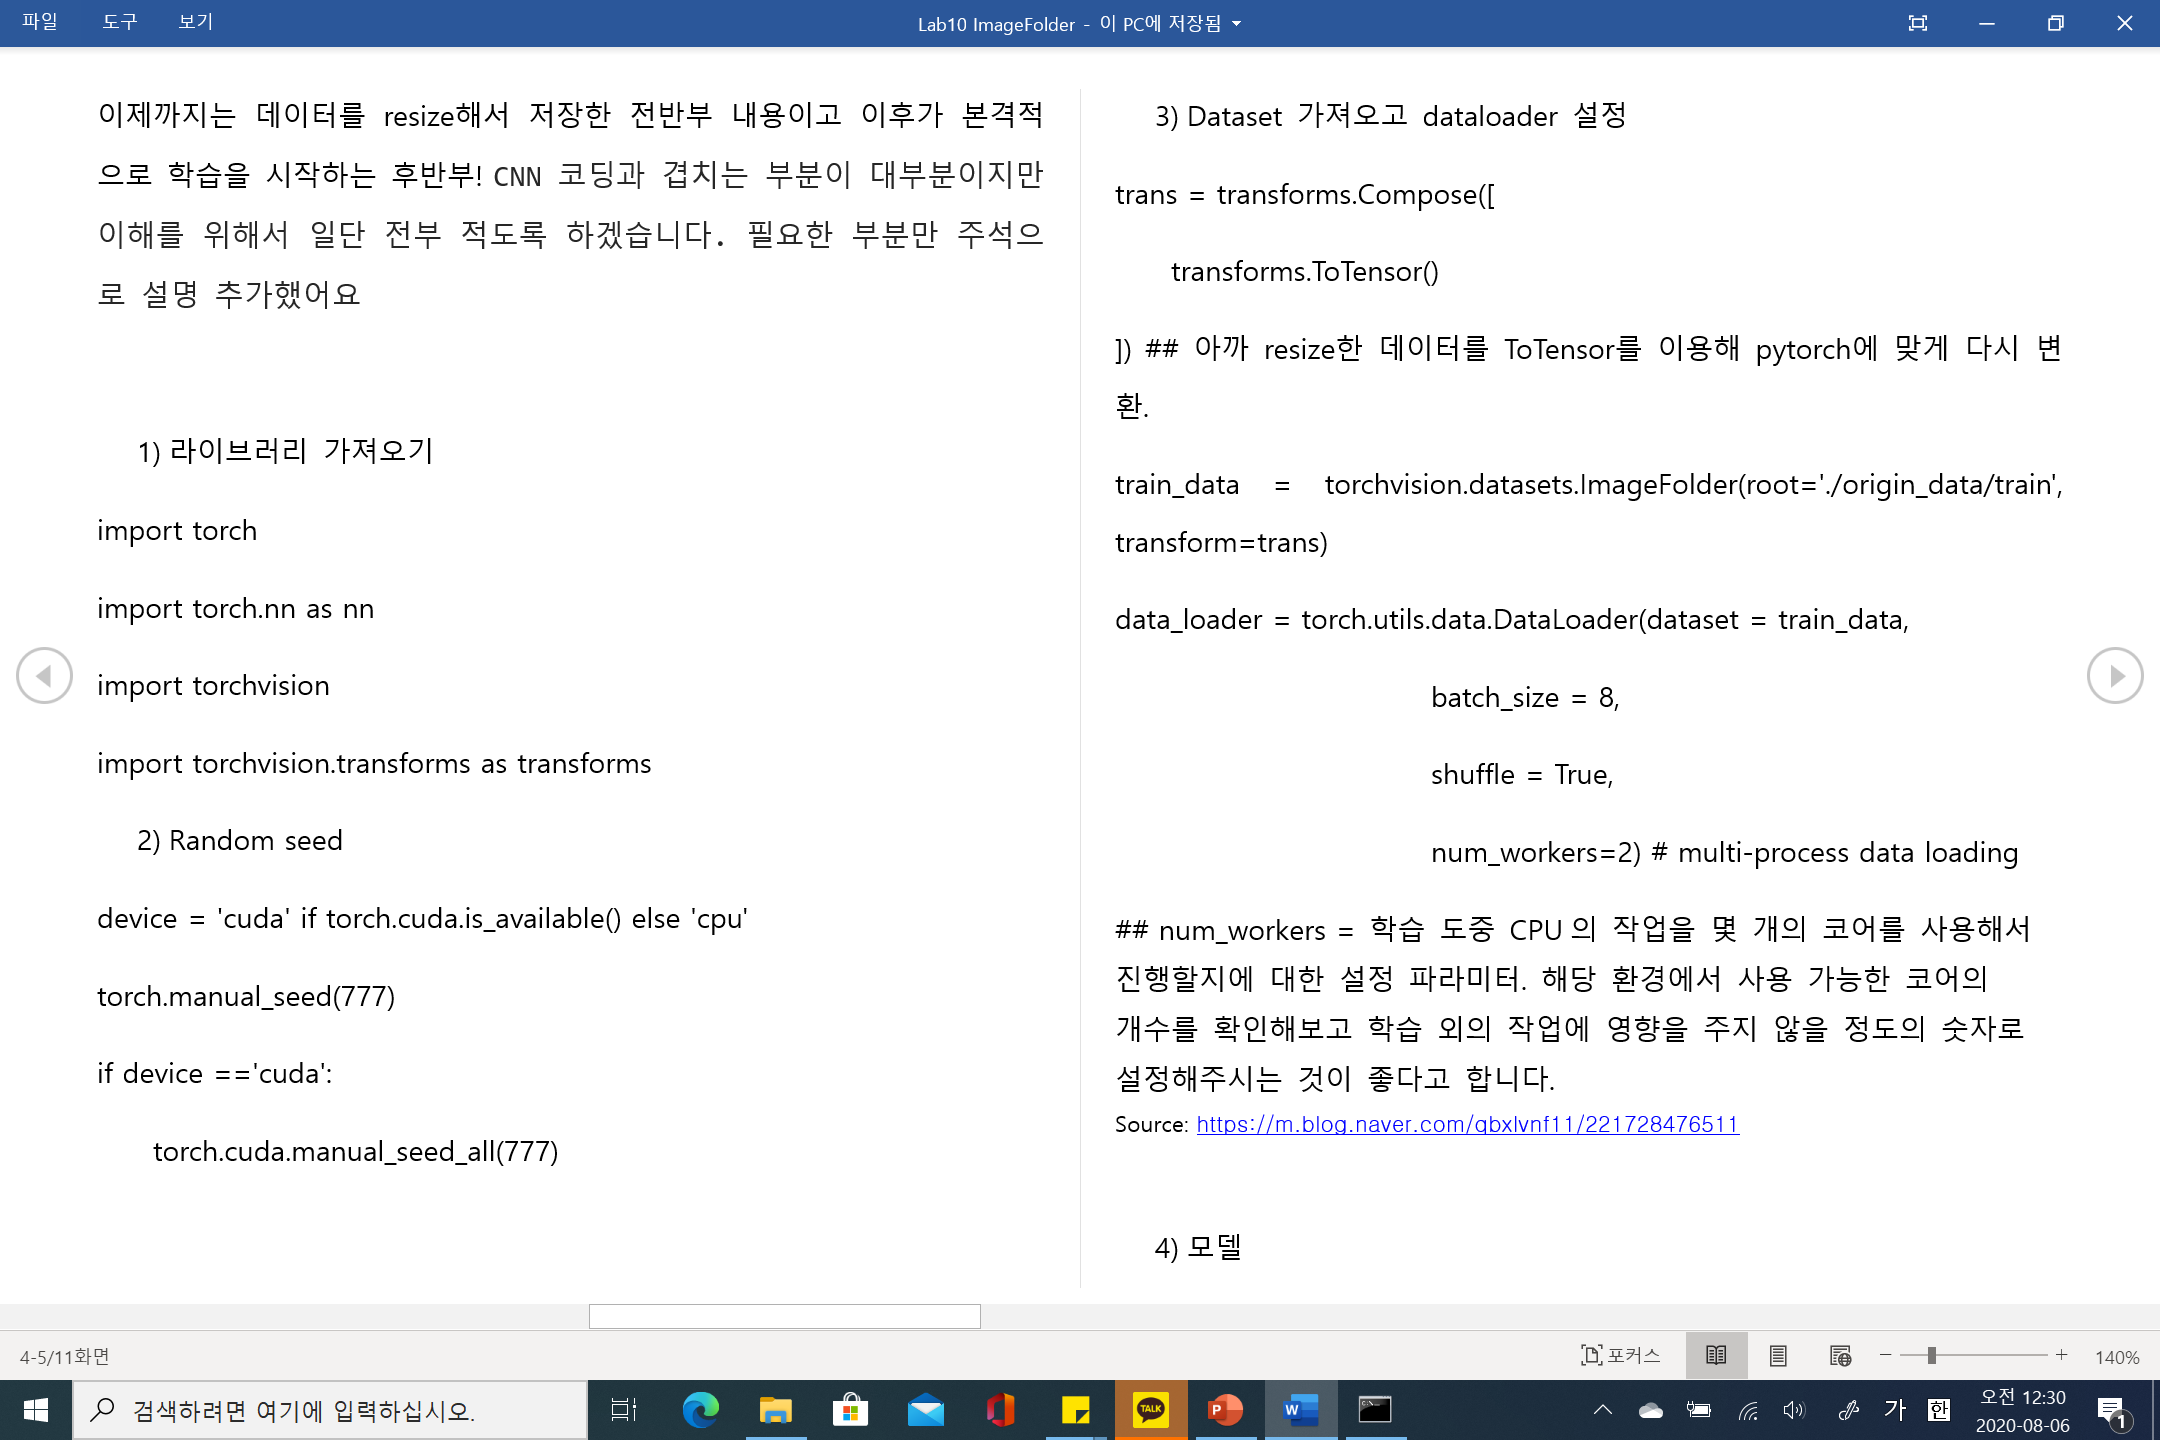 파일 도구 보기
Lab10 ImageFolder - 이 PC에 저장됨
이제까지는 데이터를 resize해서 저장한 전반부 내용이고 이후가 본격적
으로 학습을 시작하는 후반부! CNN 코딩과 겹치는 부분이 대부분이지만
이해를 위해서 일단 전부 적도록 하겠습니다. 필요한 부분만 주석으
로 설명 추가했어요
1) 라이브러리 가져오기
import torch
import torch.nn as nn
import torchvision
import torchvision.transforms as transforms
2) Random seed
device = 'cuda' if torch.cuda.is_available() else 'cpu'
torch.manual_seed(777)
if device =='cuda':
torch.cuda.manual_seed_all(777)
3) Dataset 가져오고 dataloader 설정
trans = transforms.Compose([
transforms.ToTensor()
]) ## 아까 resize한 데이터를 ToTensor를 이용해 pytorch에 맞게 다시 변
환.
train_data = torchvision.datasets.ImageFolder(root='./origin_data/train',
transform=trans)
data_loader = torch.utils.data.DataLoader(dataset = train_data,
batch_size = 8,
shuffle = True,
num_workers=2) # multi-process data loading
## num_workers = 학습 도중 CPU의 작업을 몇 개의 코어를 사용해서
진행할지에 대한 설정 파라미터. 해당 환경에서 사용 가능한 코어의
개수를 확인해보고 학습 외의 작업에 영향을 주지 않을 정도의 숫자로
설정해주시는 것이 좋다고 합니다.
Source: https://m.blog.naver.com/qbxlvnf11/221728476511
4) 모델
4-5/11화면
포커스
140%
검색하려면 여기에 입력하십시오.
TALK
P
W
가
한
오전 12:30
2020-08-06
1